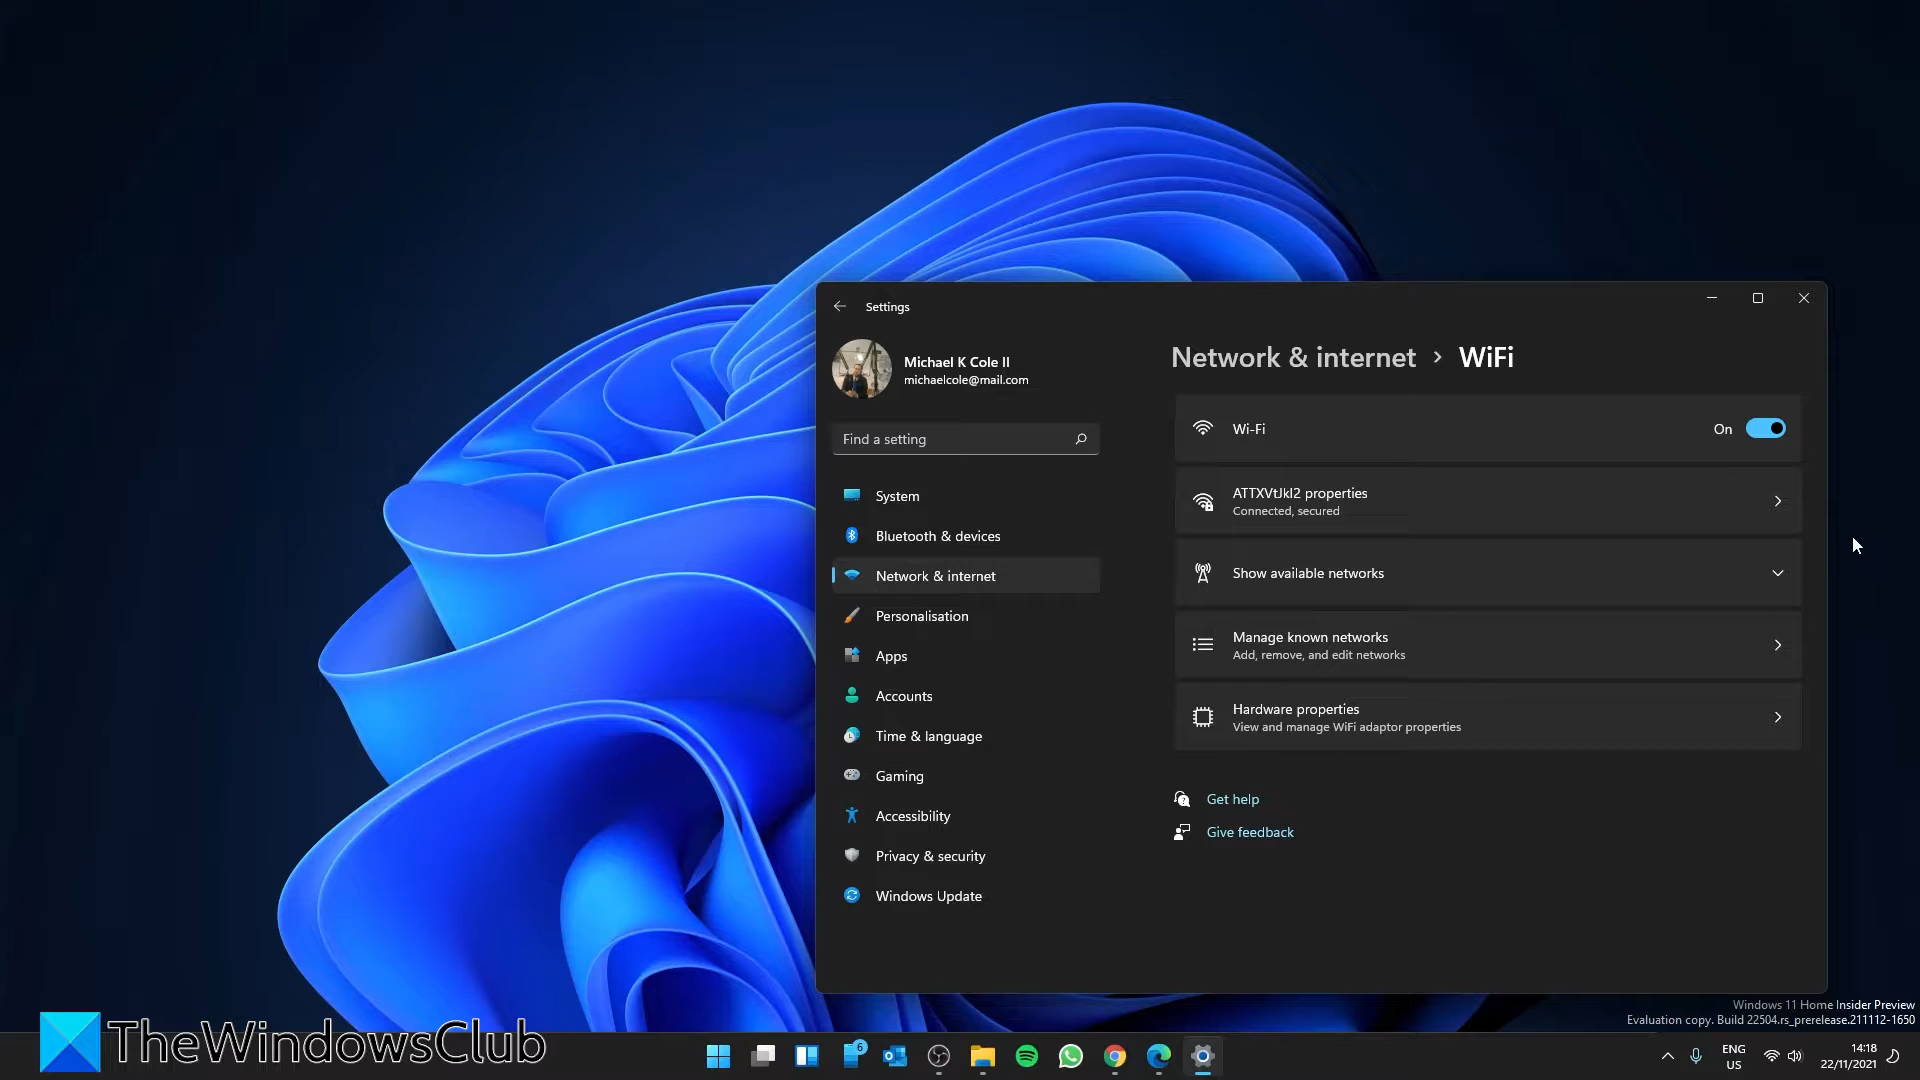 Settings
Michael K Cole II
michaelcole@mail.com
Find a setting
System
Bluetooth & devices
Network & internet
Personalisation
Apps
Accounts
Time & language
Gaming
Accessibility
Privacy & security
Windows Update
Network & internet > WiFi
Wi-Fi
On
ATTXVtJkI2 properties
Connected, secured
Show available networks
Manage known networks
Add, remove, and edit networks
Hardware properties
View and manage WiFi adaptor properties
Get help
Give feedback
Windows 11 Home Insider Preview
Evaluation copy. Build 22504.rs_prerelease.211112-1650
TheWindowsClub
6
ENG
US
14:18
22/11/2021